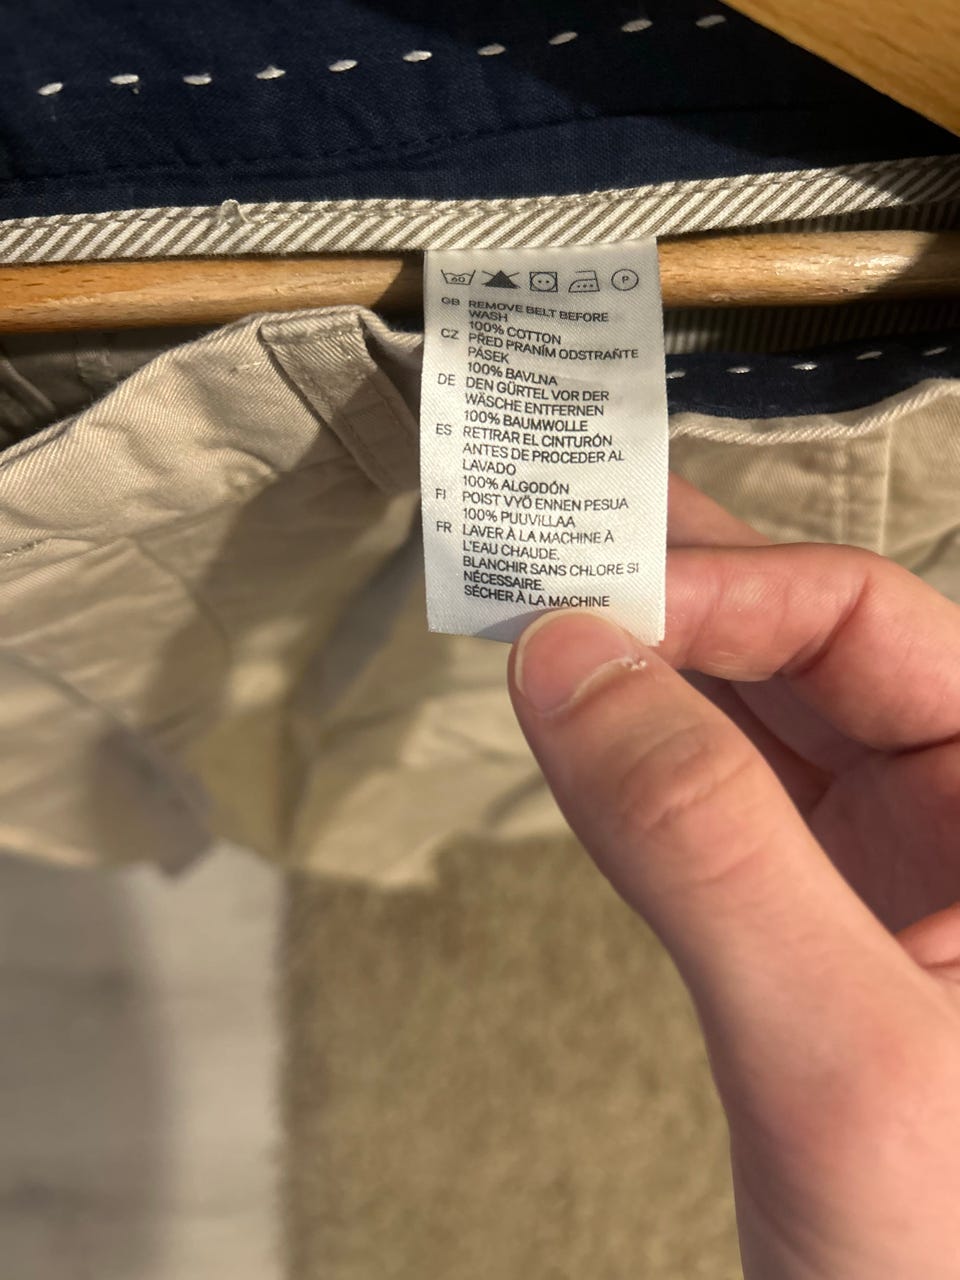 60
P
GB REMOVE BELT BEFORE
WASH
100% COTTON
CZ PŘED PRANÍM ODSTRAŇTE
PÁSEK
100% BAVLNA
DE DEN GÜRTEL VOR DER
WÄSCHE ENTFERNEN
100% BAUMWOLLE
ES RETIRAR EL CINTURÓN
ANTES DE PROCEDER AL
LAVADO
100% ALGODÓN
FI POIST VYÖ ENNEN PESUA
100% PUUVILLAA
FR LAVER À LA MACHINE À
L'EAU CHAUDE.
BLANCHIR SANS CHLORE SI
NÉCESSAIRE.
SÉCHER À LA MACHINE